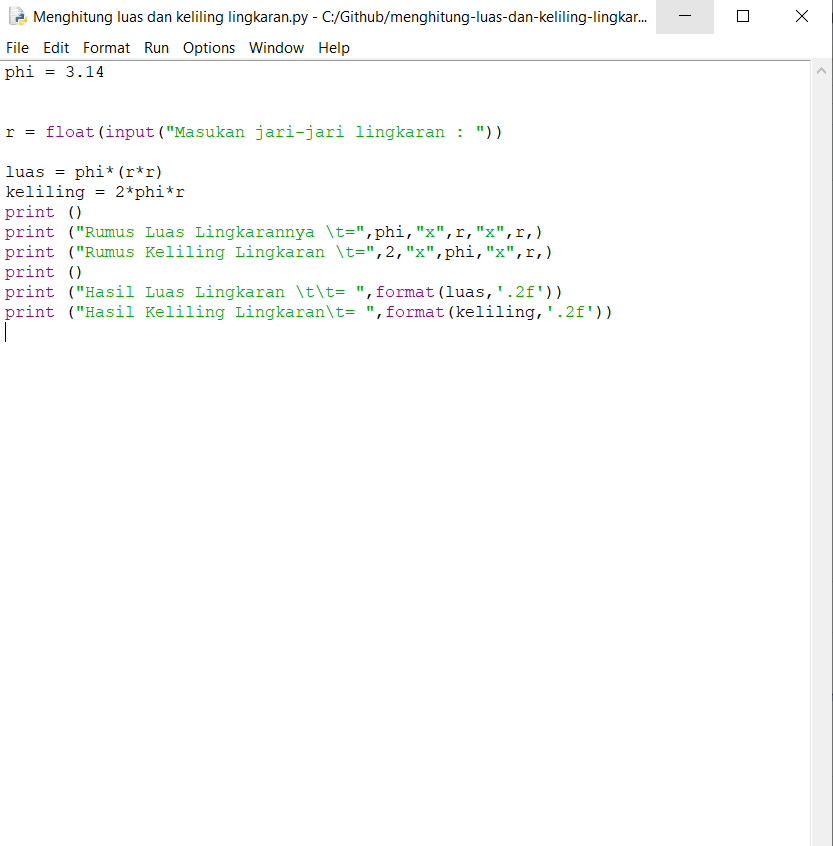 Menghitung luas dan keliling lingkaran.py - C:/Github/menghitung-luas-dan-keliling-lingkar...
File Edit Format Run Options Window Help
phi = 3.14
r = float(input("Masukan jari-jari lingkaran : "))
luas = phi*(r*r)
keliling = 2*phi*r
print ()
print ("Rumus Luas Lingkarannya \t=",phi,"x",r,"x",r,)
print ("Rumus Keliling Lingkaran \t=",2,"x",phi,"x",r,)
print ()
print ("Hasil Luas Lingkaran \t\t= ",format(luas,'.2f'))
print ("Hasil Keliling Lingkaran\t= ",format(keliling,'.2f'))